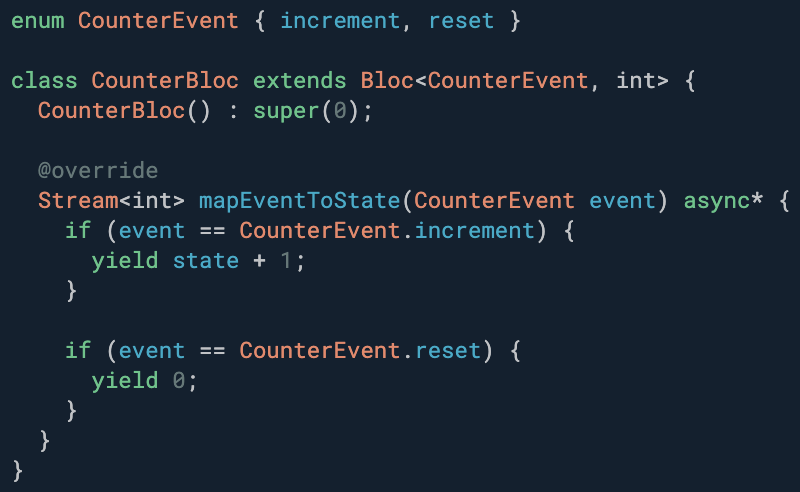 enum CounterEvent { increment, reset }
class CounterBloc extends Bloc<CounterEvent, int> {
  CounterBloc() : super(0);
  @override
  Stream<int> mapEventToState(CounterEvent event) async* {
    if (event == CounterEvent.increment) {
      yield state + 1;
    }
    if (event == CounterEvent.reset) {
      yield 0;
    }
  }
}